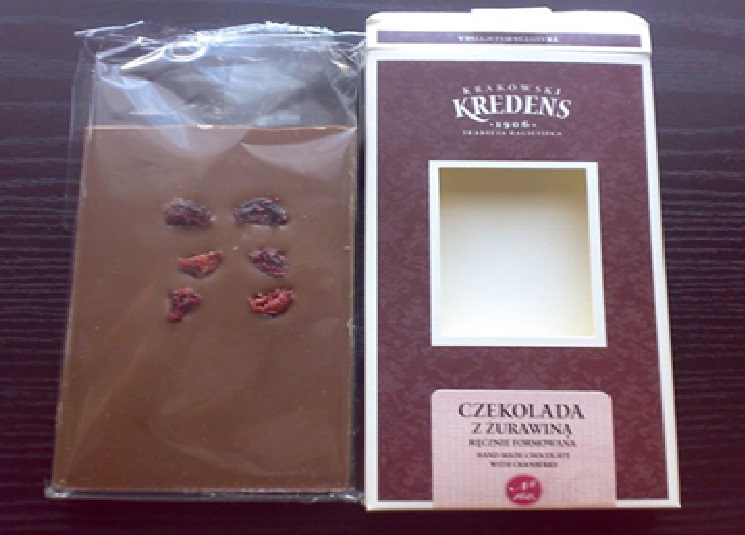 KRAKOWSKI
KREDENS
·1906·
CZEKOLADA
Z ŻURAWINĄ
RĘCZNIE FORMOWANA
HAND MADE CHOCOLATE
WITH CRANBERRY